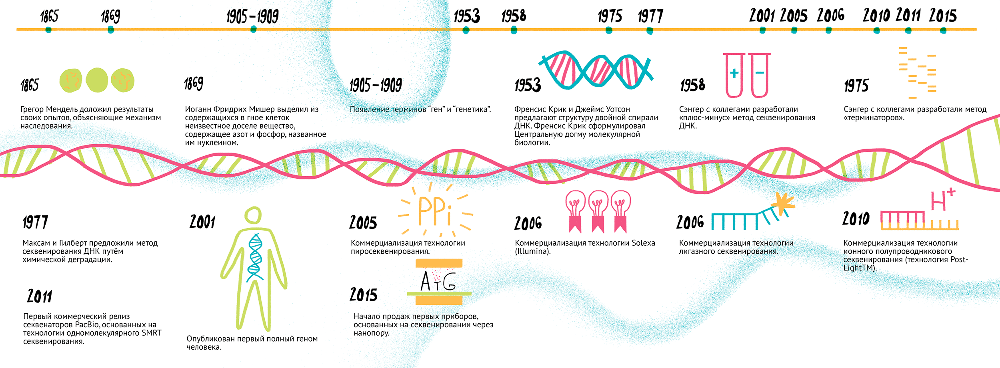 1865
1869
1905–1909
1953
1958
1975
1977
2001
2005
2006
2010
2011
2015
1865
Грегор Мендель доложил результаты
своих опытов, объясняющие механизм
наследования.
1869
Иоганн Фридрих Мишер выделил из
содержащихся в гное клеток
неизвестное доселе вещество,
содержащее азот и фосфор, названное
им нуклеином.
1905–1909
Появление терминов “ген” и “генетика”.
1953
Френсис Крик и Джеймс Уотсон
предлагают структуру двойной спирали
ДНК. Френсис Крик сформулировал
Центральную догму молекулярной
биологии.
1958
+ −
Сэнгер с коллегами разработали
«плюс-минус» метод секвенирования
ДНК.
1975
Сэнгер с коллегами разработали метод
«терминаторов».
1977
Максам и Гилберт предложили метод
секвенирования ДНК путём
химической деградации.
2001
Опубликован первый полный геном
человека.
2005
PPi
Коммерциализация технологии
пиросеквенирования.
2006
Коммерциализация технологии Solexa
(Illumina).
2006
Коммерциализация технологии
лигазного секвенирования.
2010
H+
Коммерциализация технологии
ионного полупроводникового
секвенирования (технология Post-
LightTM).
2011
Первый коммерческий релиз
секвенаторов PacBio, основанных на
технологии одномолекулярного SMRT
секвенирования.
2015
ATG
Начало продаж первых приборов,
основанных на секвенировании через
нанопору.